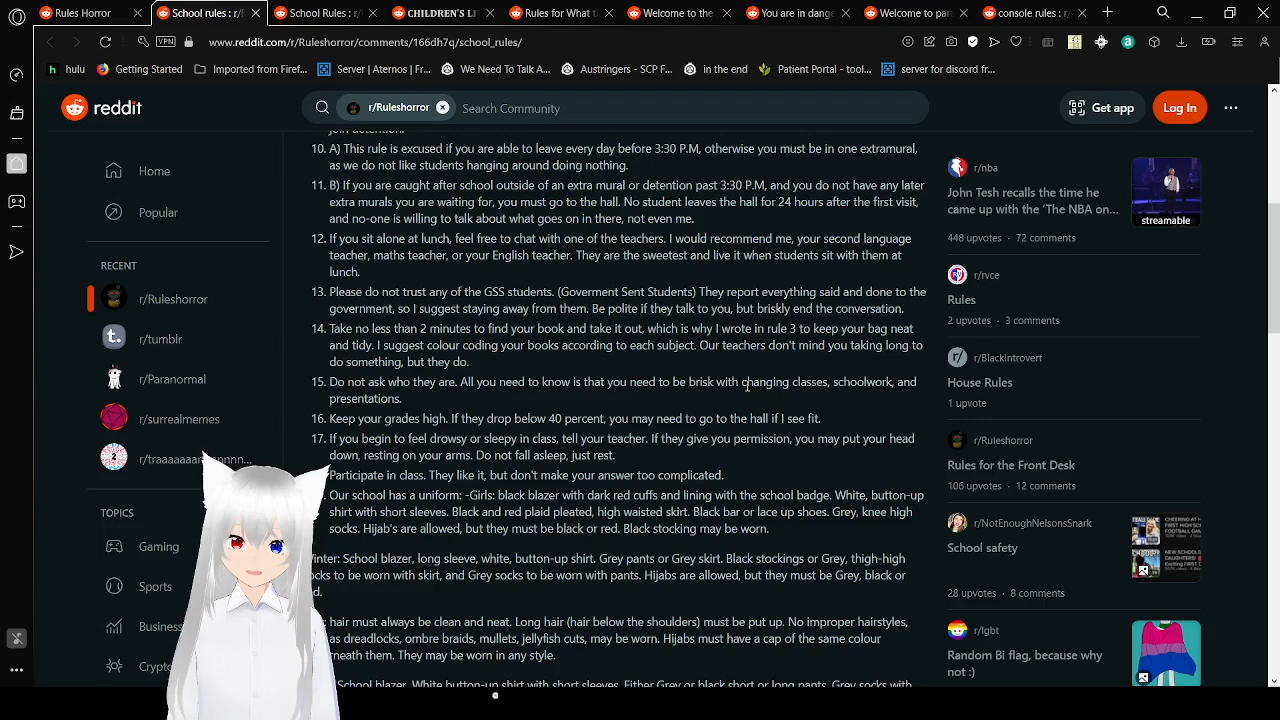 Rules Horror
School rules : r/
School Rules : r/
CHILDREN'S LI
Rules for What t
Welcome to the
You are in dang
Welcome to par
console rules : r/
VPN
www.reddit.com/r/Ruleshorror/comments/166dh7q/school_rules/
hulu
Getting Started
Imported from Firef...
Server | Aternos | Fr...
We Need To Talk A...
Austringers - SCP F...
in the end
Patient Portal - tool...
server for discord fr...
reddit
r/Ruleshorror
Search Community
Get app
Log In
Home
Popular
RECENT
r/Ruleshorror
r/tumblr
r/Paranormal
r/surrealmemes
TOPICS
Gaming
Sports
Business
Crypto
join detention.
10. A) This rule is excused if you are able to leave every day before 3:30 P.M, otherwise you must be in one extramural,
as we do not like students hanging around doing nothing.
11. B) If you are caught after school outside of an extra mural or detention past 3:30 P.M, and you do not have any later
extra murals you are waiting for, you must go to the hall. No student leaves the hall for 24 hours after the first visit,
and no-one is willing to talk about what goes on in there, not even me.
12. If you sit alone at lunch, feel free to chat with one of the teachers. I would recommend me, your second language
teacher, maths teacher, or your English teacher. They are the sweetest and live it when students sit with them at
lunch.
13. Please do not trust any of the GSS students. (Goverment Sent Students) They report everything said and done to the
government, so I suggest staying away from them. Be polite if they talk to you, but briskly end the conversation.
14. Take no less than 2 minutes to find your book and take it out, which is why I wrote in rule 3 to keep your bag neat
and tidy. I suggest colour coding your books according to each subject. Our teachers don't mind you taking long to
do something, but they do.
15. Do not ask who they are. All you need to know is that you need to be brisk with changing classes, schoolwork, and
presentations.
16. Keep your grades high. If they drop below 40 percent, you may need to go to the hall if I see fit.
17. If you begin to feel drowsy or sleepy in class, tell your teacher. If they give you permission, you may put your head
down, resting on your arms. Do not fall asleep, just rest.
Participate in class. They like it, but don't make your answer too complicated.
Our school has a uniform: -Girls: black blazer with dark red cuffs and lining with the school badge. White, button-up
shirt with short sleeves. Black and red plaid pleated, high waisted skirt. Black bar or lace up shoes. Grey, knee high
socks. Hijab's are allowed, but they must be black or red. Black stocking may be worn.
inter: School blazer, long sleeve, white, button-up shirt. Grey pants or Grey skirt. Black stockings or Grey, thigh-high
cks to be worn with skirt, and Grey socks to be worn with pants. Hijabs are allowed, but they must be Grey, black or
d.
hair must always be clean and neat. Long hair (hair below the shoulders) must be put up. No improper hairstyles,
as dreadlocks, ombre braids, mullets, jellyfish cuts, may be worn. Hijabs must have a cap of the same colour
neath them. They may be worn in any style.
School blazer. White button-up shirt with short sleeves. Either Grey or black short or long pants. Grey socks with
r/nba
John Tesh recalls the time he
came up with the 'The NBA on...
streamable
448 upvotes · 72 comments
r/rvce
Rules
2 upvotes · 3 comments
r/BlackIntrovert
House Rules
1 upvote
r/Ruleshorror
Rules for the Front Desk
106 upvotes · 12 comments
r/NotEnoughNelsonsSnark
School safety
28 upvotes · 8 comments
r/lgbt
Random Bi flag, because why
not :)